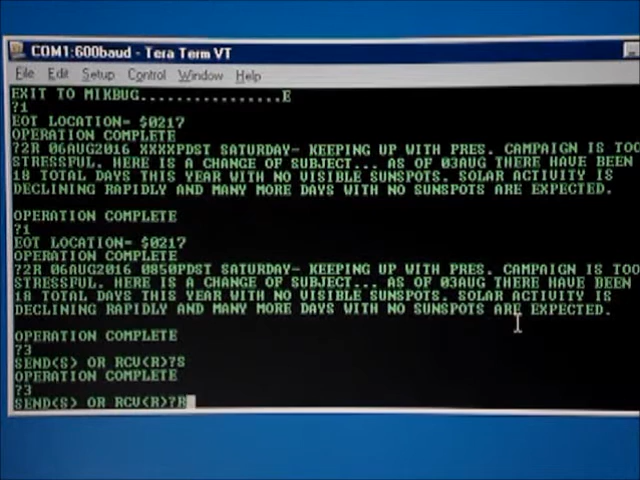 COM1:600baud - Tera Term VT
File Edit Setup Control Window Help
EXIT TO MIKBUG................E
?1
EOT LOCATION= $0217
OPERATION COMPLETE
?2R 06AUG2016 XXXXPDST SATURDAY- KEEPING UP WITH PRES. CAMPAIGN IS TOO
STRESSFUL. HERE IS A CHANGE OF SUBJECT... AS OF 03AUG THERE HAVE BEEN
18 TOTAL DAYS THIS YEAR WITH NO VISIBLE SUNSPOTS. SOLAR ACTIVITY IS
DECLINING RAPIDLY AND MANY MORE DAYS WITH NO SUNSPOTS ARE EXPECTED.
OPERATION COMPLETE
?1
EOT LOCATION= $0217
OPERATION COMPLETE
?2R 06AUG2016 0850PDST SATURDAY- KEEPING UP WITH PRES. CAMPAIGN IS TOO
STRESSFUL. HERE IS A CHANGE OF SUBJECT... AS OF 03AUG THERE HAVE BEEN
18 TOTAL DAYS THIS YEAR WITH NO VISIBLE SUNSPOTS. SOLAR ACTIVITY IS
DECLINING RAPIDLY AND MANY MORE DAYS WITH NO SUNSPOTS ARE EXPECTED.
OPERATION COMPLETE
?3
SEND(S) OR RCV(R)?S
OPERATION COMPLETE
?3
SEND(S) OR RCV(R)?R